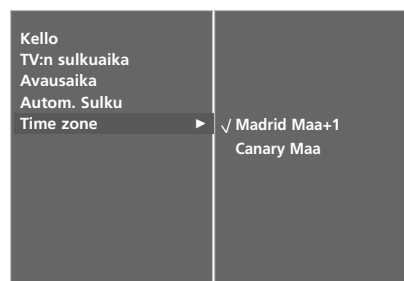 Kello
TV:n sulkuaika
Avausaika
Autom. Sulku
Time zone ► √ Madrid Maa+1
Canary Maa